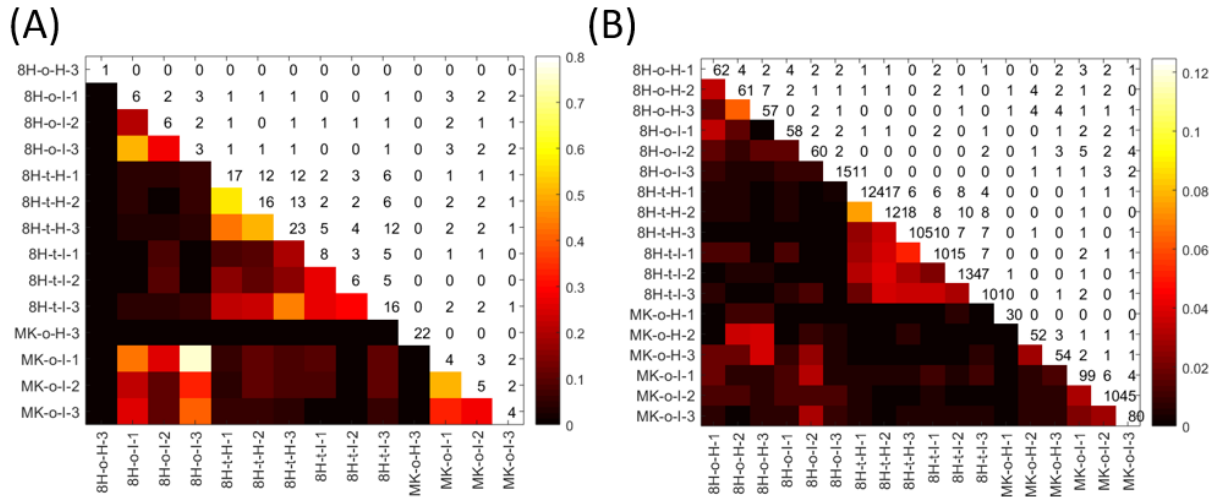 (A)
8H-o-H-3 1 0 0 0 0 0 0 0 0 0 0 0 0 0
8H-o-I-1 6 2 3 1 1 1 1 1 1 0 3 2 2
8H-o-I-2 6 2 1 0 1 1 1 1 0 2 1 1
8H-o-I-3 3 1 1 1 0 0 1 0 3 2 2
8H-t-H-1 17 12 12 2 3 6 0 1 1 1
8H-t-H-2 16 13 2 2 6 0 2 2 1
8H-t-H-3 23 5 4 12 0 2 2 1
8H-t-I-1 8 3 5 0 1 1 0
8H-t-I-2 6 5 0 0 0 0
8H-t-I-3 16 0 2 2 1
MK-o-H-3 22 0 0 0
MK-o-I-1 4 3 2
MK-o-I-2 5 2
MK-o-I-3 4
8H-o-H-3
8H-o-I-1
8H-o-I-2
8H-o-I-3
8H-t-H-1
8H-t-H-2
8H-t-H-3
8H-t-I-1
8H-t-I-2
8H-t-I-3
MK-o-H-3
MK-o-I-1
MK-o-I-2
MK-o-I-3
0.8
0.7
0.6
0.5
0.4
0.3
0.2
0.1
0
(B)
8H-o-H-1 62 4 2 4 2 2 1 1 0 2 0 1 0 0 2 3 2 1
8H-o-H-2 61 7 2 1 1 1 1 0 0 0 1 2 4 2 1 2 0
8H-o-H-3 57 0 2 1 0 0 0 1 0 1 2 4 4 1 1 1
8H-o-I-1 58 2 2 1 1 0 2 0 1 0 0 1 2 2 1
8H-o-I-2 60 2 0 1 0 0 0 2 0 1 3 5 2 4
8H-o-I-3 1511 0 0 0 1 0 0 0 1 1 1 3 2
8H-t-H-1 12417 6 6 8 4 0 0 0 1 1 1
8H-t-H-2 1218 8 10 8 0 0 0 1 0 0
8H-t-H-3 10510 7 7 0 0 0 1 1 1
8H-t-I-1 1015 7 0 0 0 2 1 1
8H-t-I-2 1347 1 0 0 1 0 1
8H-t-I-3 1010 0 1 2 0 1
MK-o-H-1 30 0 0 0 0 0
MK-o-H-2 52 3 1 1 1
MK-o-H-3 54 2 1 1
MK-o-I-1 99 6 4
MK-o-I-2 1045
MK-o-I-3 80
8H-o-H-1
8H-o-H-2
8H-o-H-3
8H-o-I-1
8H-o-I-2
8H-o-I-3
8H-t-H-1
8H-t-H-2
8H-t-H-3
8H-t-I-1
8H-t-I-2
8H-t-I-3
MK-o-H-1
MK-o-H-2
MK-o-H-3
MK-o-I-1
MK-o-I-2
MK-o-I-3
0.12
0.1
0.08
0.06
0.04
0.02
0